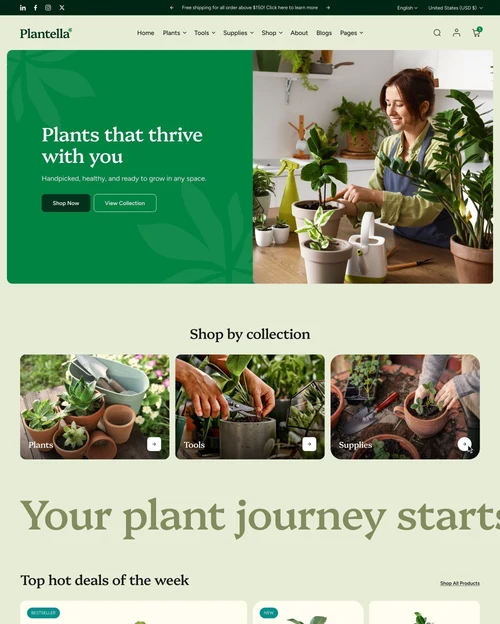 Free shipping for all order above $150! Click here to learn more
English
United States (USD $)
Plantella
Home Plants Tools Supplies Shop About Blogs Pages
Plants that thrive
with you
Handpicked, healthy, and ready to grow in any space.
Shop Now
View Collection
Shop by collection
Plants
Tools
Supplies
Your plant journey starts
Top hot deals of the week
Shop All Products
BESTSELLER
NEW